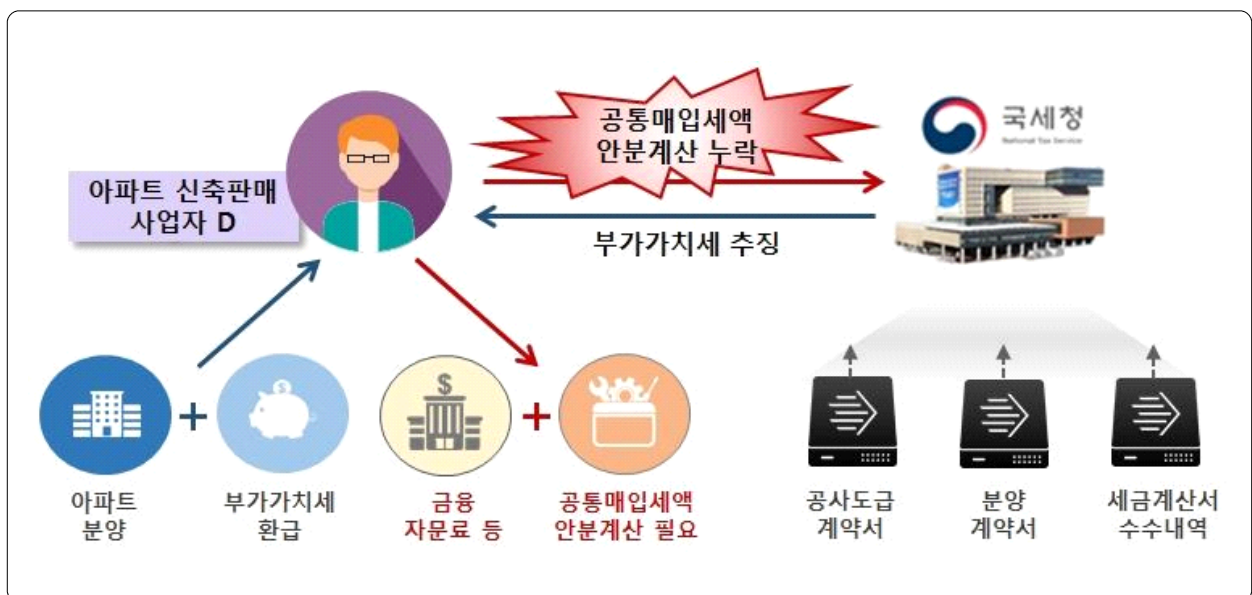 공통매입세액
안분계산 누락
국세청
National Tax Service
아파트 신축판매
사업자 D
부가가치세 추징
$
$
아파트
분양
부가가치세
환급
금융
자문료 등
공통매입세액
안분계산 필요
공사도급
계약서
분양
계약서
세금계산서
수수내역